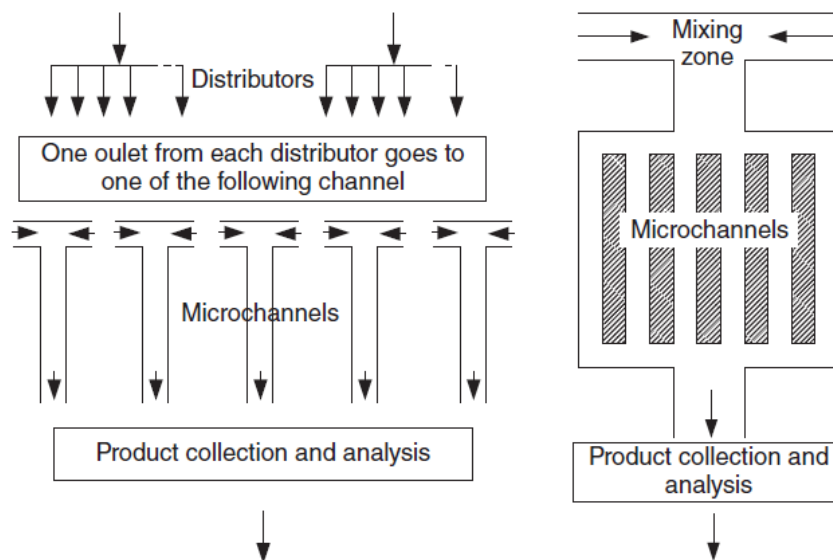 Distributors
One oulet from each distributor goes to
one of the following channel
Microchannels
Product collection and analysis
Mixing
zone
Microchannels
Product collection and
analysis